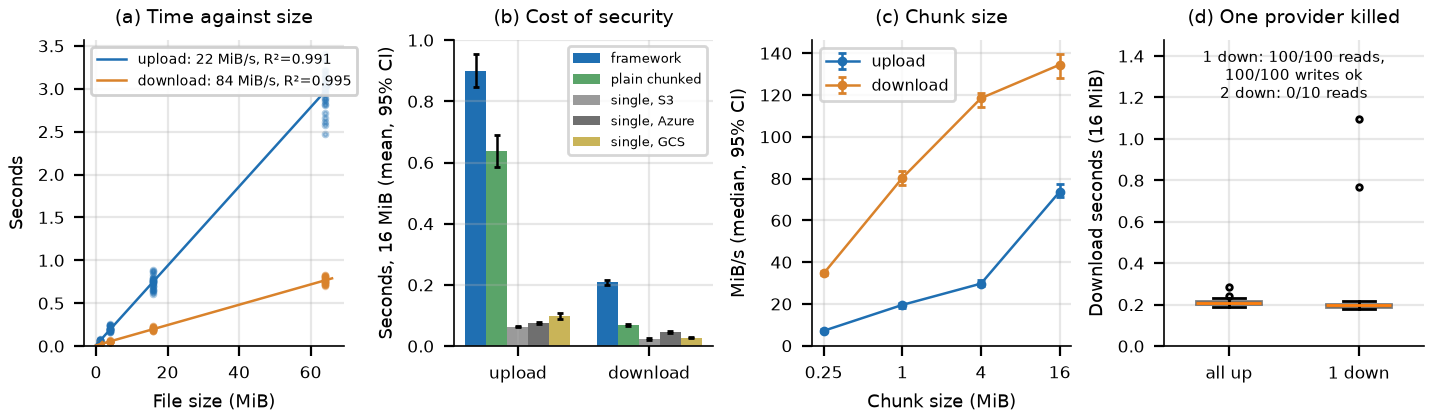 (a) Time against size
Seconds
3.5
3.0
2.5
2.0
1.5
1.0
0.5
0.0
upload: 22 MiB/s, R²=0.991
download: 84 MiB/s, R²=0.995
0 20 40 60
File size (MiB)
(b) Cost of security
Seconds, 16 MiB (mean, 95% CI)
1.0
0.8
0.6
0.4
0.2
0.0
framework
plain chunked
single, S3
single, Azure
single, GCS
upload download
(c) Chunk size
MiB/s (median, 95% CI)
140
120
100
80
60
40
20
0
upload
download
0.25 1 4 16
Chunk size (MiB)
(d) One provider killed
Download seconds (16 MiB)
1.4
1.2
1.0
0.8
0.6
0.4
0.2
0.0
1 down: 100/100 reads,
100/100 writes ok
2 down: 0/10 reads
all up 1 down